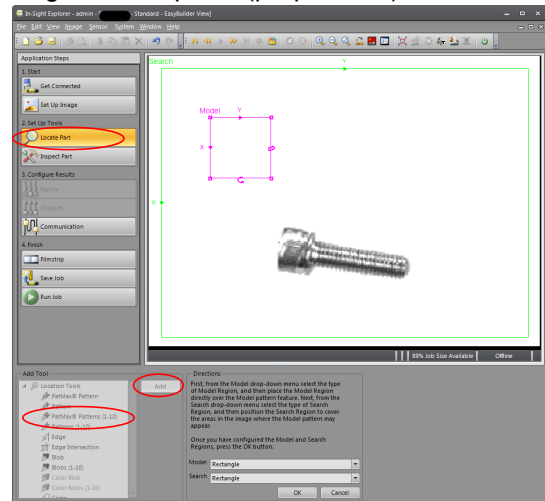 In-Sight Explorer - admin - Standard - EasyBuilder View]
File Edit View Image Sensor System Window Help
Application Steps
1. Start
Get Connected
Set Up Image
2. Set Up Tools
Locate Part
Inspect Part
3. Configure Results
Inputs
Outputs
Communication
4. Finish
Filmstrip
Save Job
Run Job
Search
Y
X
Model
Y
X
89% Job Size Available
Offline
Add Tool
Location Tools
PatMax® Pattern
Pattern
PatMax® Patterns (1-10)
Patterns (1-10)
Edge
Edge Intersection
Blob
Blobs (1-10)
Color Blob
Color Blobs (1-10)
Circle
Add
Directions
First, from the Model drop-down menu select the type
of Model Region, and then place the Model Region
directly over the Model pattern feature. Next, from the
Search drop-down menu select the type of Search
Region, and then position the Search Region to cover
the areas in the image where the Model pattern may
appear.
Once you have configured the Model and Search
Regions, press the OK button.
Model Rectangle
Search Rectangle
OK Cancel